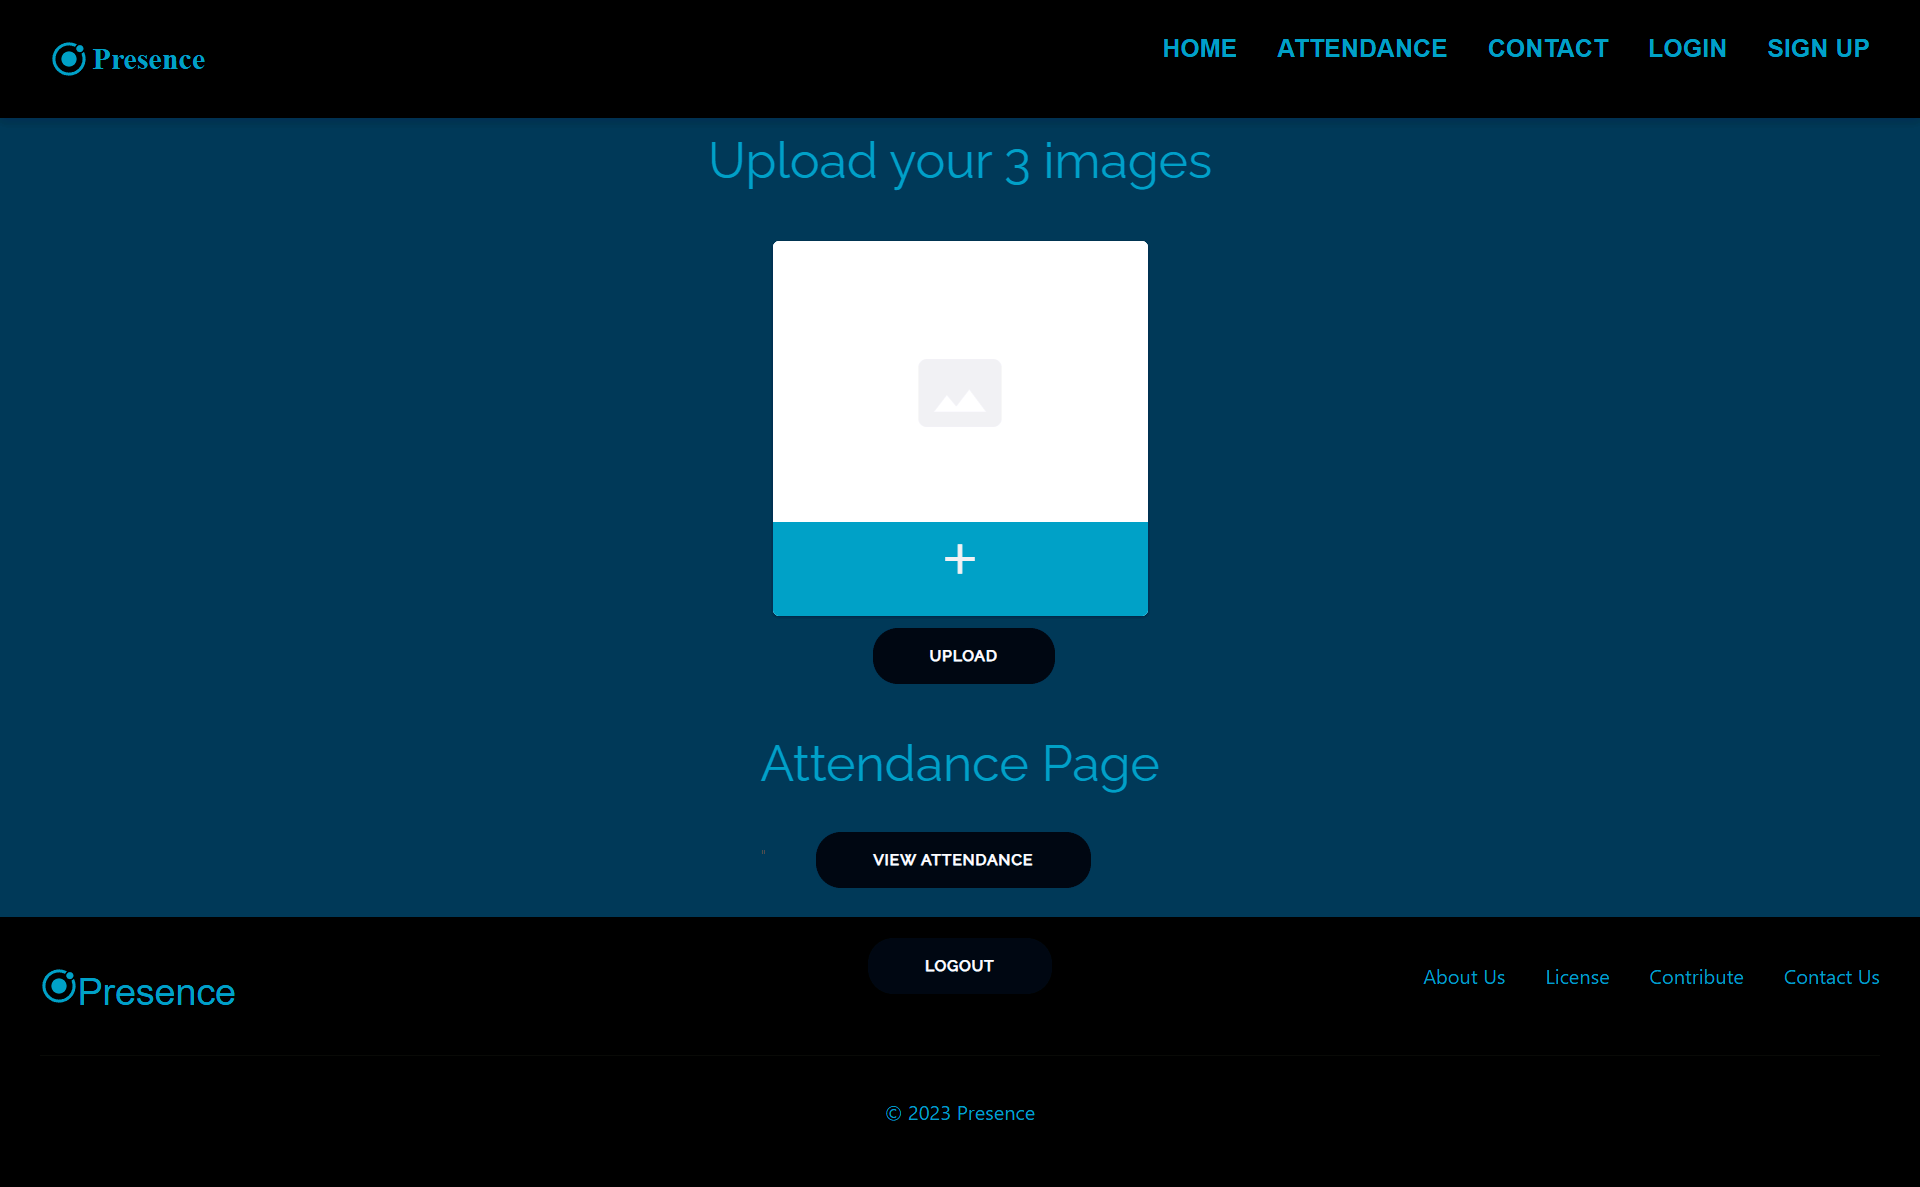 Presence
HOME ATTENDANCE CONTACT LOGIN SIGN UP
Upload your 3 images
+
UPLOAD
Attendance Page
"
VIEW ATTENDANCE
LOGOUT
Presence
About Us License Contribute Contact Us
© 2023 Presence